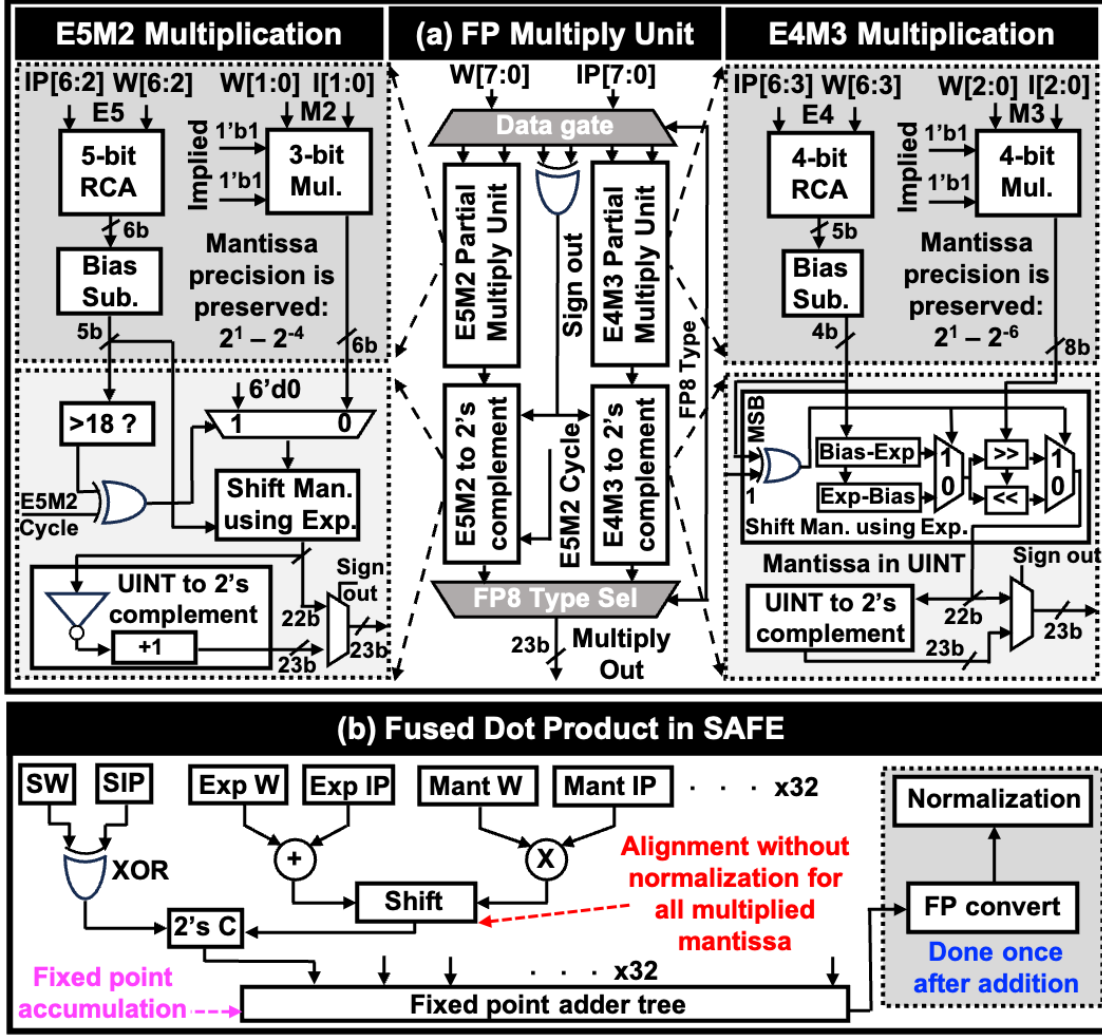 E5M2 Multiplication
(a) FP Multiply Unit
E4M3 Multiplication
IP[6:2] W[6:2] W[1:0] I[1:0]
E5
M2
5-bit
RCA
Implied
1'b1
1'b1
3-bit
Mul.
6b
Bias
Sub.
Mantissa
precision is
preserved:
2¹ – 2⁻⁴
5b
6b
6'd0
>18 ?
1
0
E5M2
Cycle
Shift Man.
using Exp.
UINT to 2's
complement
+1
Sign
out
22b
23b
23b
W[7:0]
IP[7:0]
Data gate
E5M2 Partial
Multiply Unit
Sign out
E4M3 Partial
Multiply Unit
FP8 Type
E5M2 to 2's
complement
E5M2 Cycle
E4M3 to 2's
complement
FP8 Type Sel
23b
Multiply
Out
IP[6:3] W[6:3]
W[2:0] I[2:0]
E4
M3
4-bit
RCA
Implied
1'b1
1'b1
4-bit
Mul.
5b
Bias
Sub.
Mantissa
precision is
preserved:
2¹ – 2⁻⁶
4b
8b
MSB
1
Bias-Exp
Exp-Bias
1
0
>>
<<
1
0
Shift Man. using Exp.
Mantissa in UINT
Sign out
UINT to 2's
complement
22b
23b
23b
(b) Fused Dot Product in SAFE
SW
SIP
Exp W
Exp IP
Mant W
Mant IP
· · · x32
XOR
+
X
Shift
2's C
Alignment without
normalization for
all multiplied
mantissa
Normalization
FP convert
Done once
after addition
Fixed point
accumulation
· · · x32
Fixed point adder tree